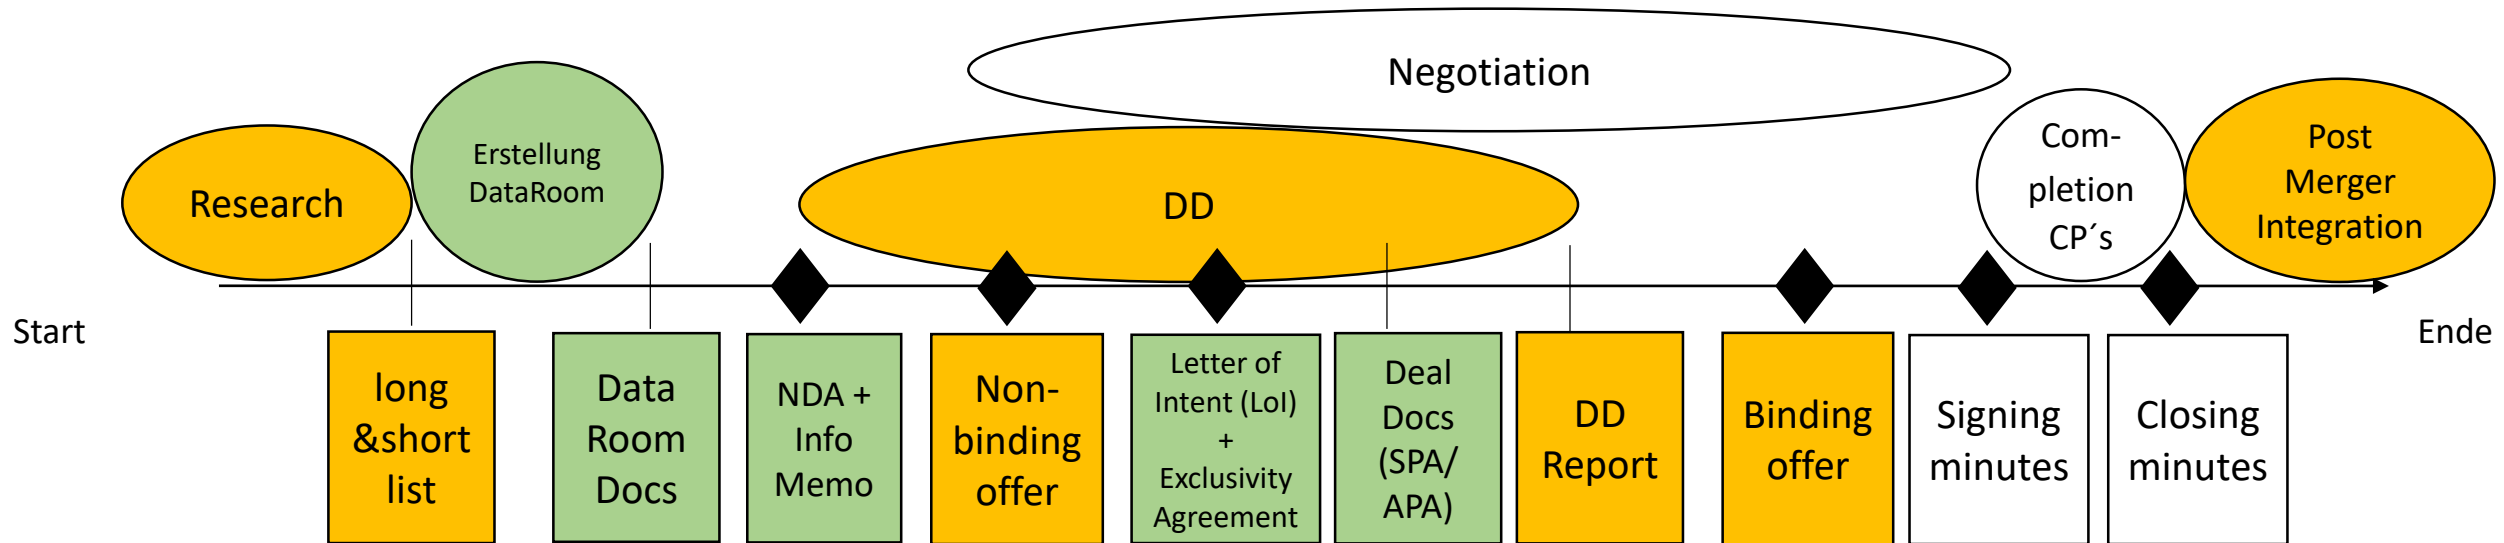 Negotiation
Research
Erstellung
DataRoom
DD
Com-
pletion
CP´s
Post
Merger
Integration
Start
Ende
long
&short
list
Data
Room
Docs
NDA +
Info
Memo
Non-
binding
offer
Letter of
Intent (LoI)
+
Exclusivity
Agreement
Deal
Docs
(SPA/
APA)
DD
Report
Binding
offer
Signing
minutes
Closing
minutes